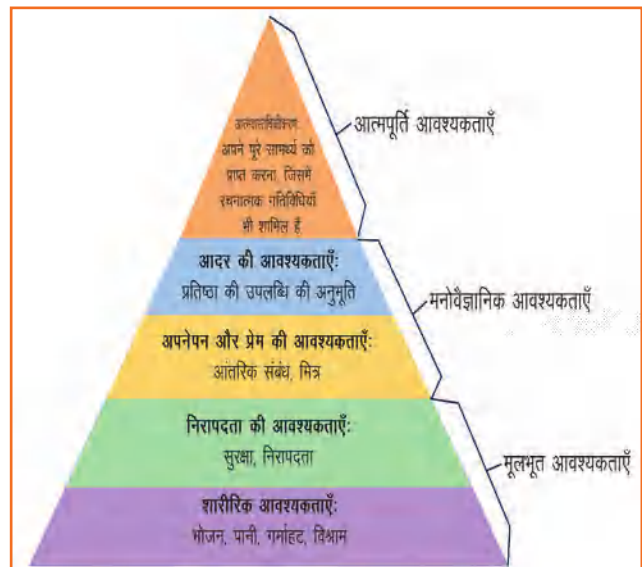 आत्मवास्तविकीकरण:
अपने पूरे सामर्थ्य को
प्राप्त करना, जिसमें
रचनात्मक गतिविधियाँ
भी शामिल हैं
आत्मपूर्ति आवश्यकताएँ
आदर की आवश्यकताएँ:
प्रतिष्ठा की उपलब्धि की अनुभूति
मनोवैज्ञानिक आवश्यकताएँ
अपनेपन और प्रेम की आवश्यकताएँ:
आंतरिक संबंध, मित्र
निरापदता की आवश्यकताएँ:
सुरक्षा, निरापदता
मूलभूत आवश्यकताएँ
शारीरिक आवश्यकताएँ:
भोजन, पानी, गर्माहट, विश्राम